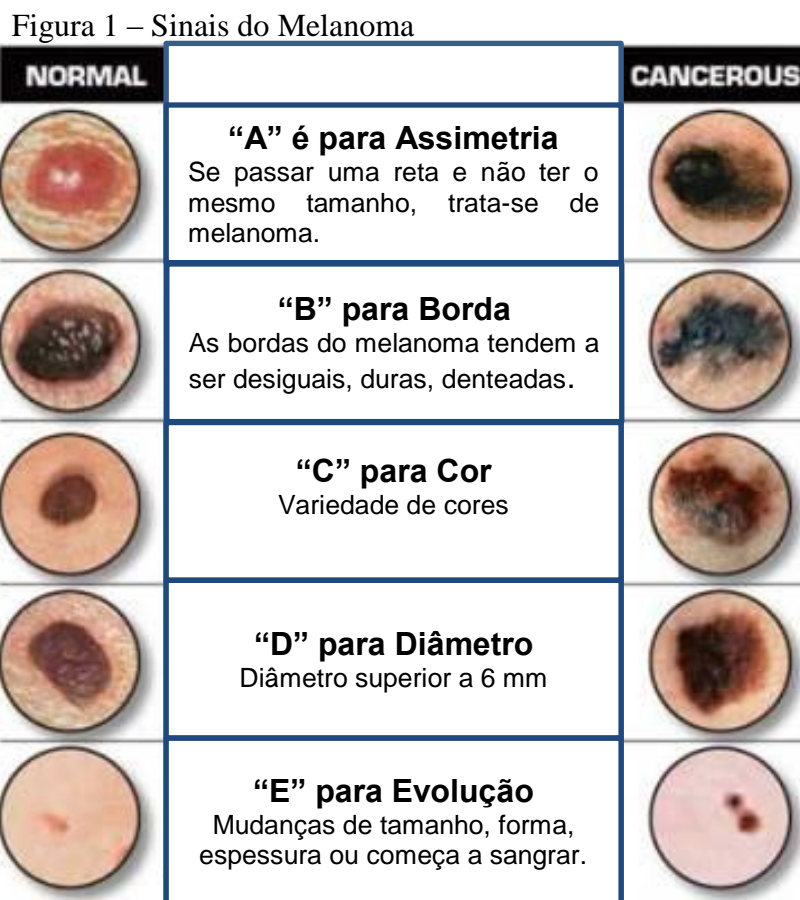 Figura 1 – Sinais do Melanoma
NORMAL
CANCEROUS
“A” é para Assimetria
Se passar uma reta e não ter o
mesmo tamanho, trata-se de
melanoma.
“B” para Borda
As bordas do melanoma tendem a
ser desiguais, duras, denteadas.
“C” para Cor
Variedade de cores
“D” para Diâmetro
Diâmetro superior a 6 mm
“E” para Evolução
Mudanças de tamanho, forma,
espessura ou começa a sangrar.